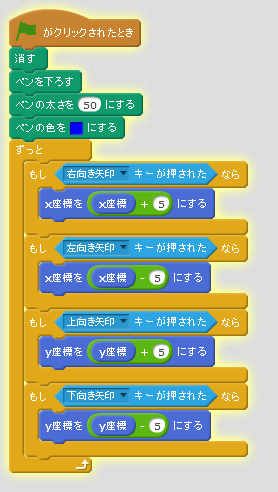 がクリックされたとき
消す
ペンを下ろす
ペンの太さを 50 にする
ペンの色を にする
ずっと
もし 右向き矢印 キーが押された なら
x座標を x座標 + 5 にする
もし 左向き矢印 キーが押された なら
x座標を x座標 - 5 にする
もし 上向き矢印 キーが押された なら
y座標を y座標 + 5 にする
もし 下向き矢印 キーが押された なら
y座標を y座標 - 5 にする